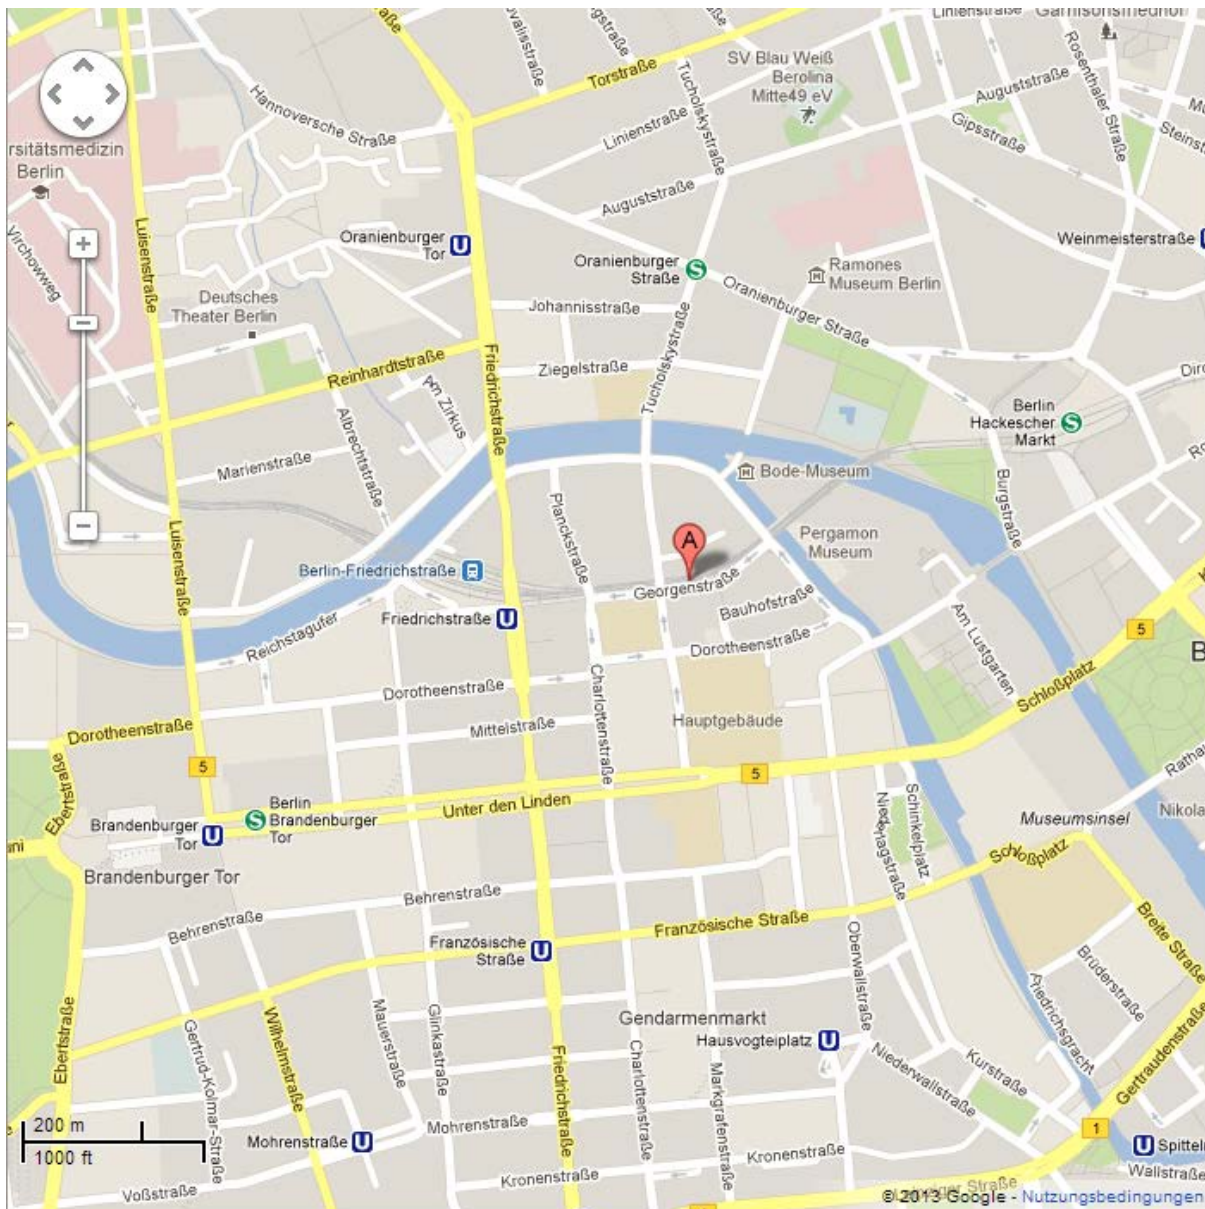 Linienstraße
Garnisonsfriedhof
SV Blau Weiß
Berolina
Mitte49 eV
Torstraße
Tucholskystraße
Rosenthaler Straße
Auguststraße
Hannoversche Straße
Linienstraße
Gipsstraße
rsitätsmedizin
Berlin
Auguststraße
Virchowweg
Luisenstraße
Oranienburger
Tor
Oranienburger
Straße
Weinmeisterstraße
Ramones
Museum Berlin
Deutsches
Theater Berlin
Johannisstraße
Oranienburger Straße
Tucholskystraße
Friedrichstraße
Reinhardtstraße
Ziegelstraße
Am Zirkus
Albrechtstraße
Berlin
Hackescher
Markt
Marienstraße
Bode-Museum
Burgstraße
Planckstraße
Luisenstraße
Pergamon
Museum
A
Berlin-Friedrichstraße
Georgenstraße
Bauhofstraße
Friedrichstraße
Am Lustgarten
5
Reichstagufer
Dorotheenstraße
Dorotheenstraße
Charlottenstraße
Schloßplatz
Hauptgebäude
Mittelstraße
Dorotheenstraße
5
5
Ebertstraße
Unter den Linden
Berlin
Brandenburger
Tor
Brandenburger
Tor
Niederlagstraße
Schinkelplatz
Museumsinsel
Brandenburger Tor
Schloßplatz
Behrenstraße
Behrenstraße
Französische Straße
Französische
Straße
Oberwallstraße
Breite Straße
Brüderstraße
Friedrichsgracht
Ebertstraße
Wilhelmstraße
Mauerstraße
Glinkastraße
Gertrud-Kolmar-Straße
Gendarmenmarkt
Hausvogteiplatz
Friedrichstraße
Charlottenstraße
Markgrafenstraße
Niederwallstraße
Kurstraße
Gertraudenstraße
200 m
1000 ft
Mohrenstraße
Mohrenstraße
1
Kronenstraße
Kronenstraße
Voßstraße
Wallstraße
© 2013 Google - Nutzungsbedingungen